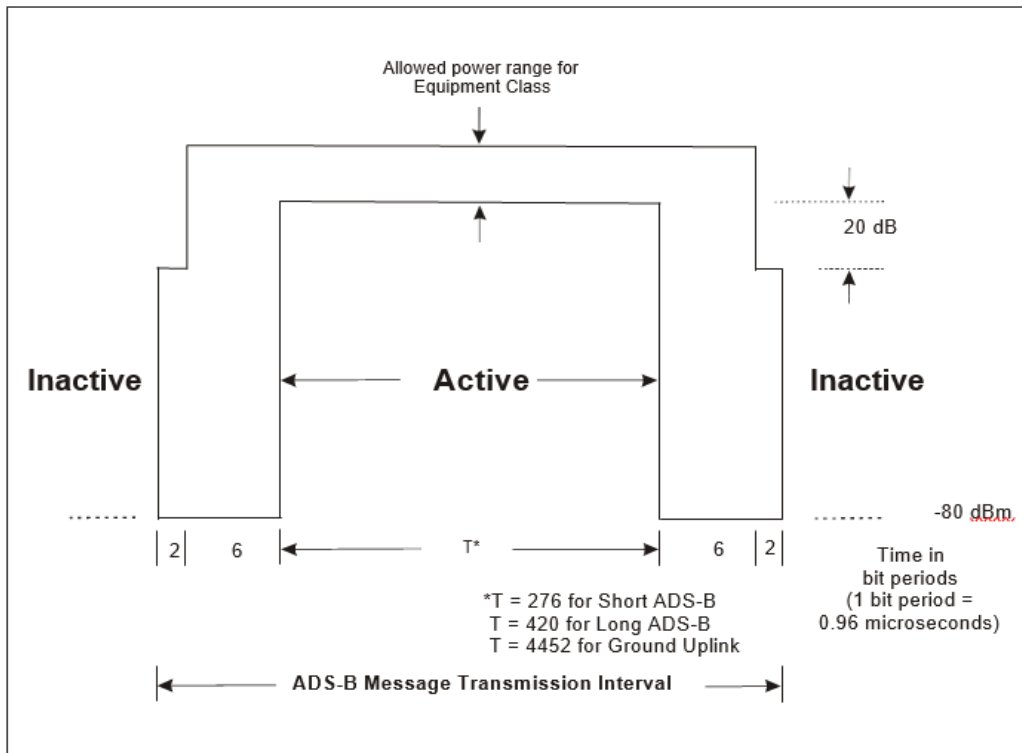 Allowed power range for
Equipment Class
20 dB
Inactive
Active
Inactive
-80 dBm
2
6
T*
6
2
Time in
bit periods
(1 bit period =
0.96 microseconds)
*T = 276 for Short ADS-B
T = 420 for Long ADS-B
T = 4452 for Ground Uplink
ADS-B Message Transmission Interval